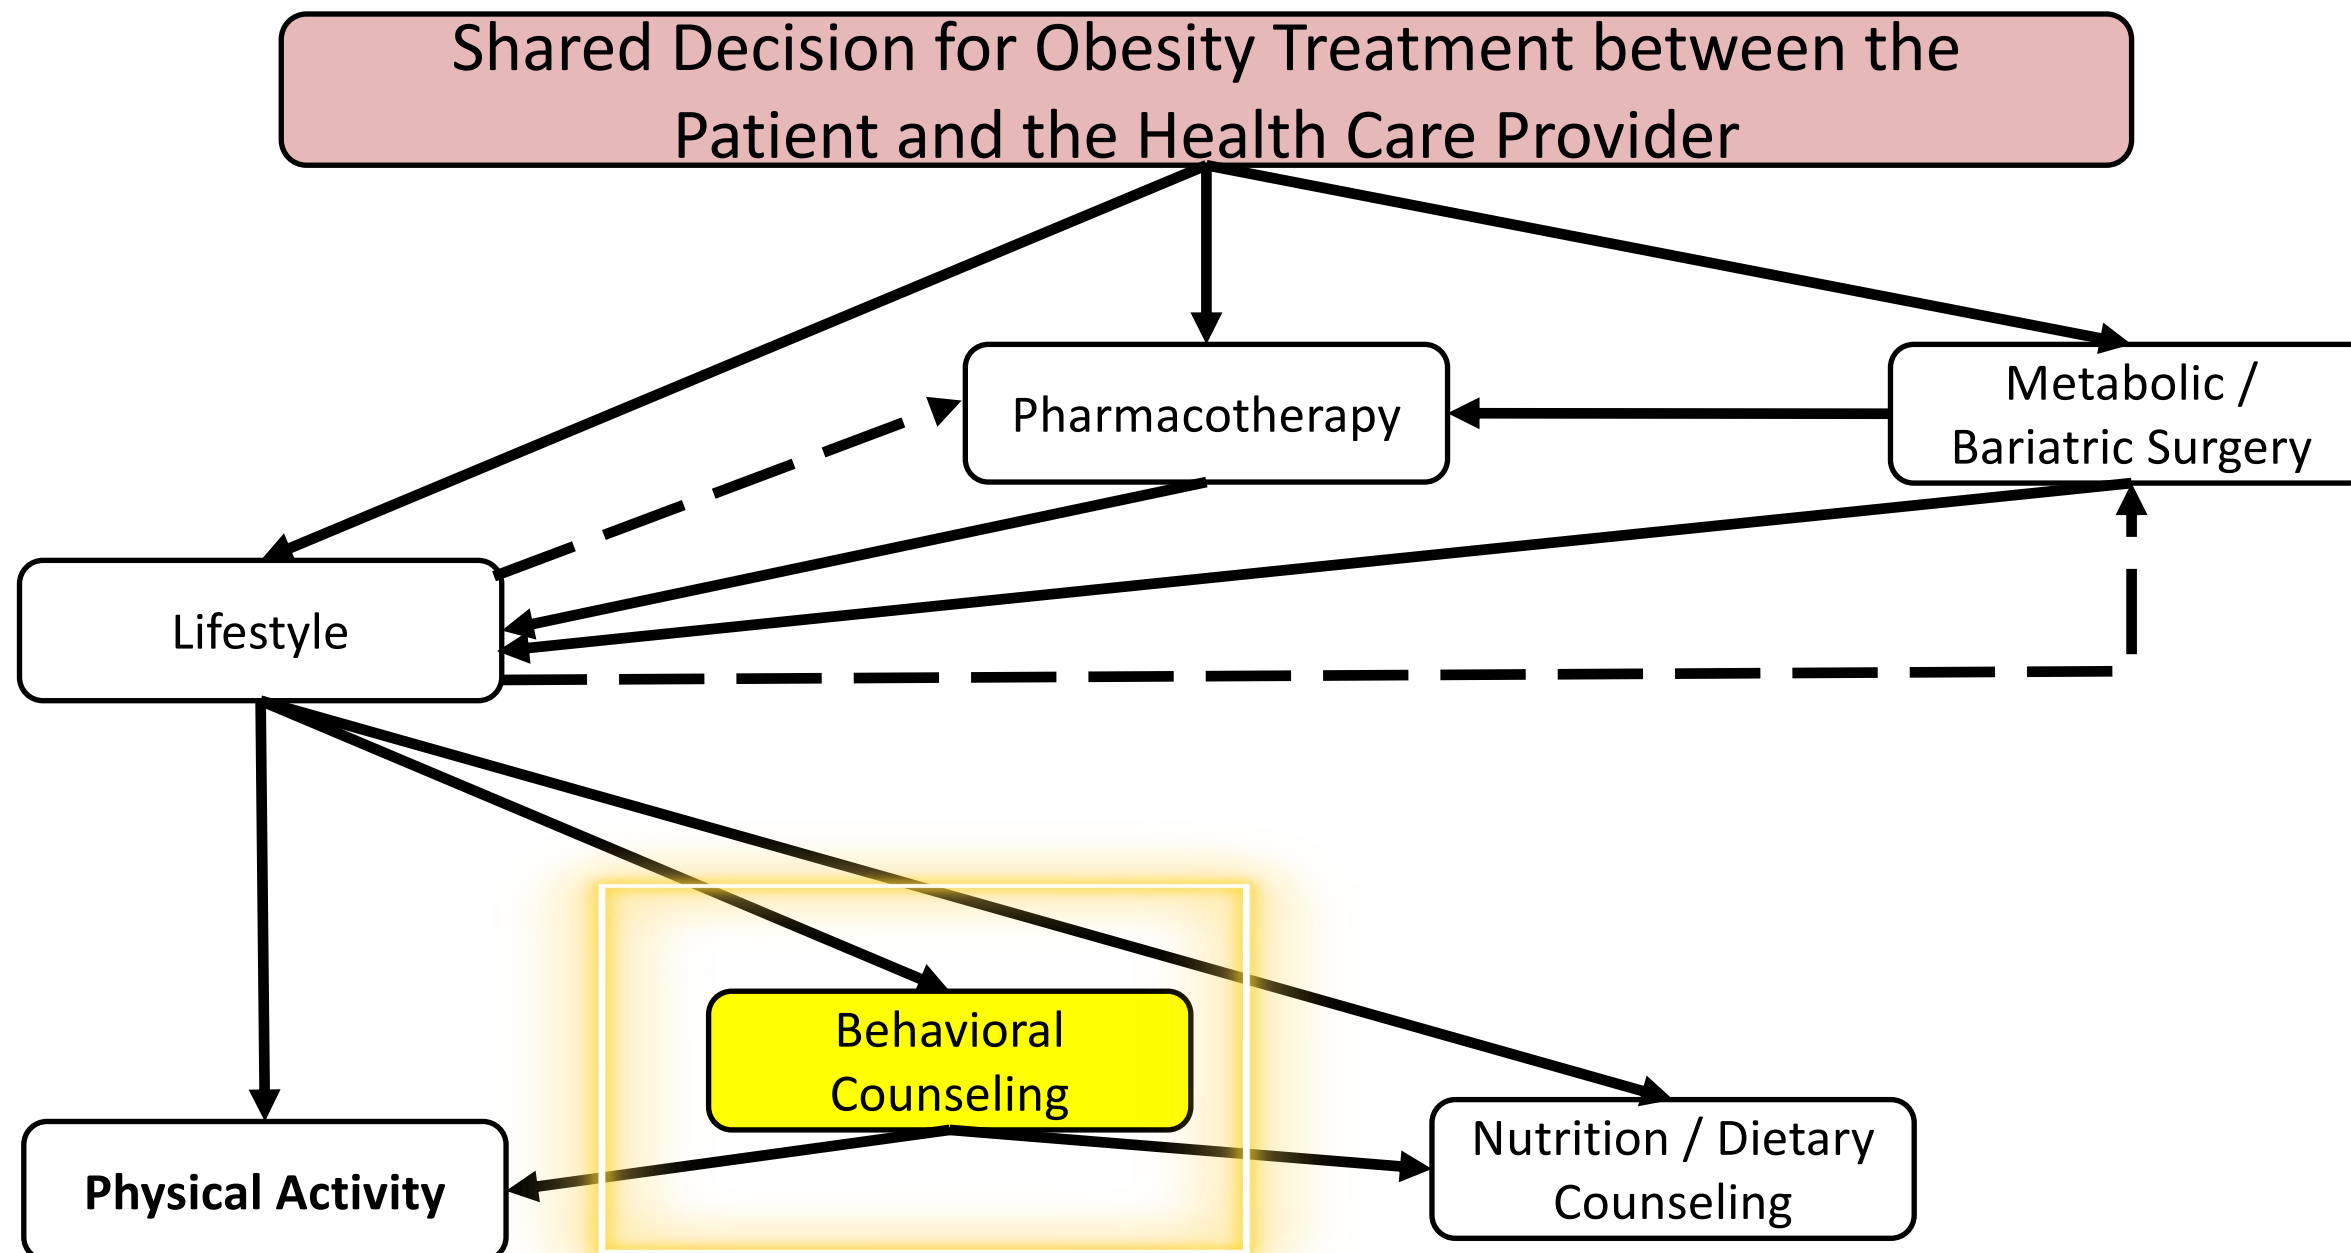 Shared Decision for Obesity Treatment between the
Patient and the Health Care Provider
Pharmacotherapy
Metabolic /
Bariatric Surgery
Lifestyle
Behavioral
Counseling
Physical Activity
Nutrition / Dietary
Counseling